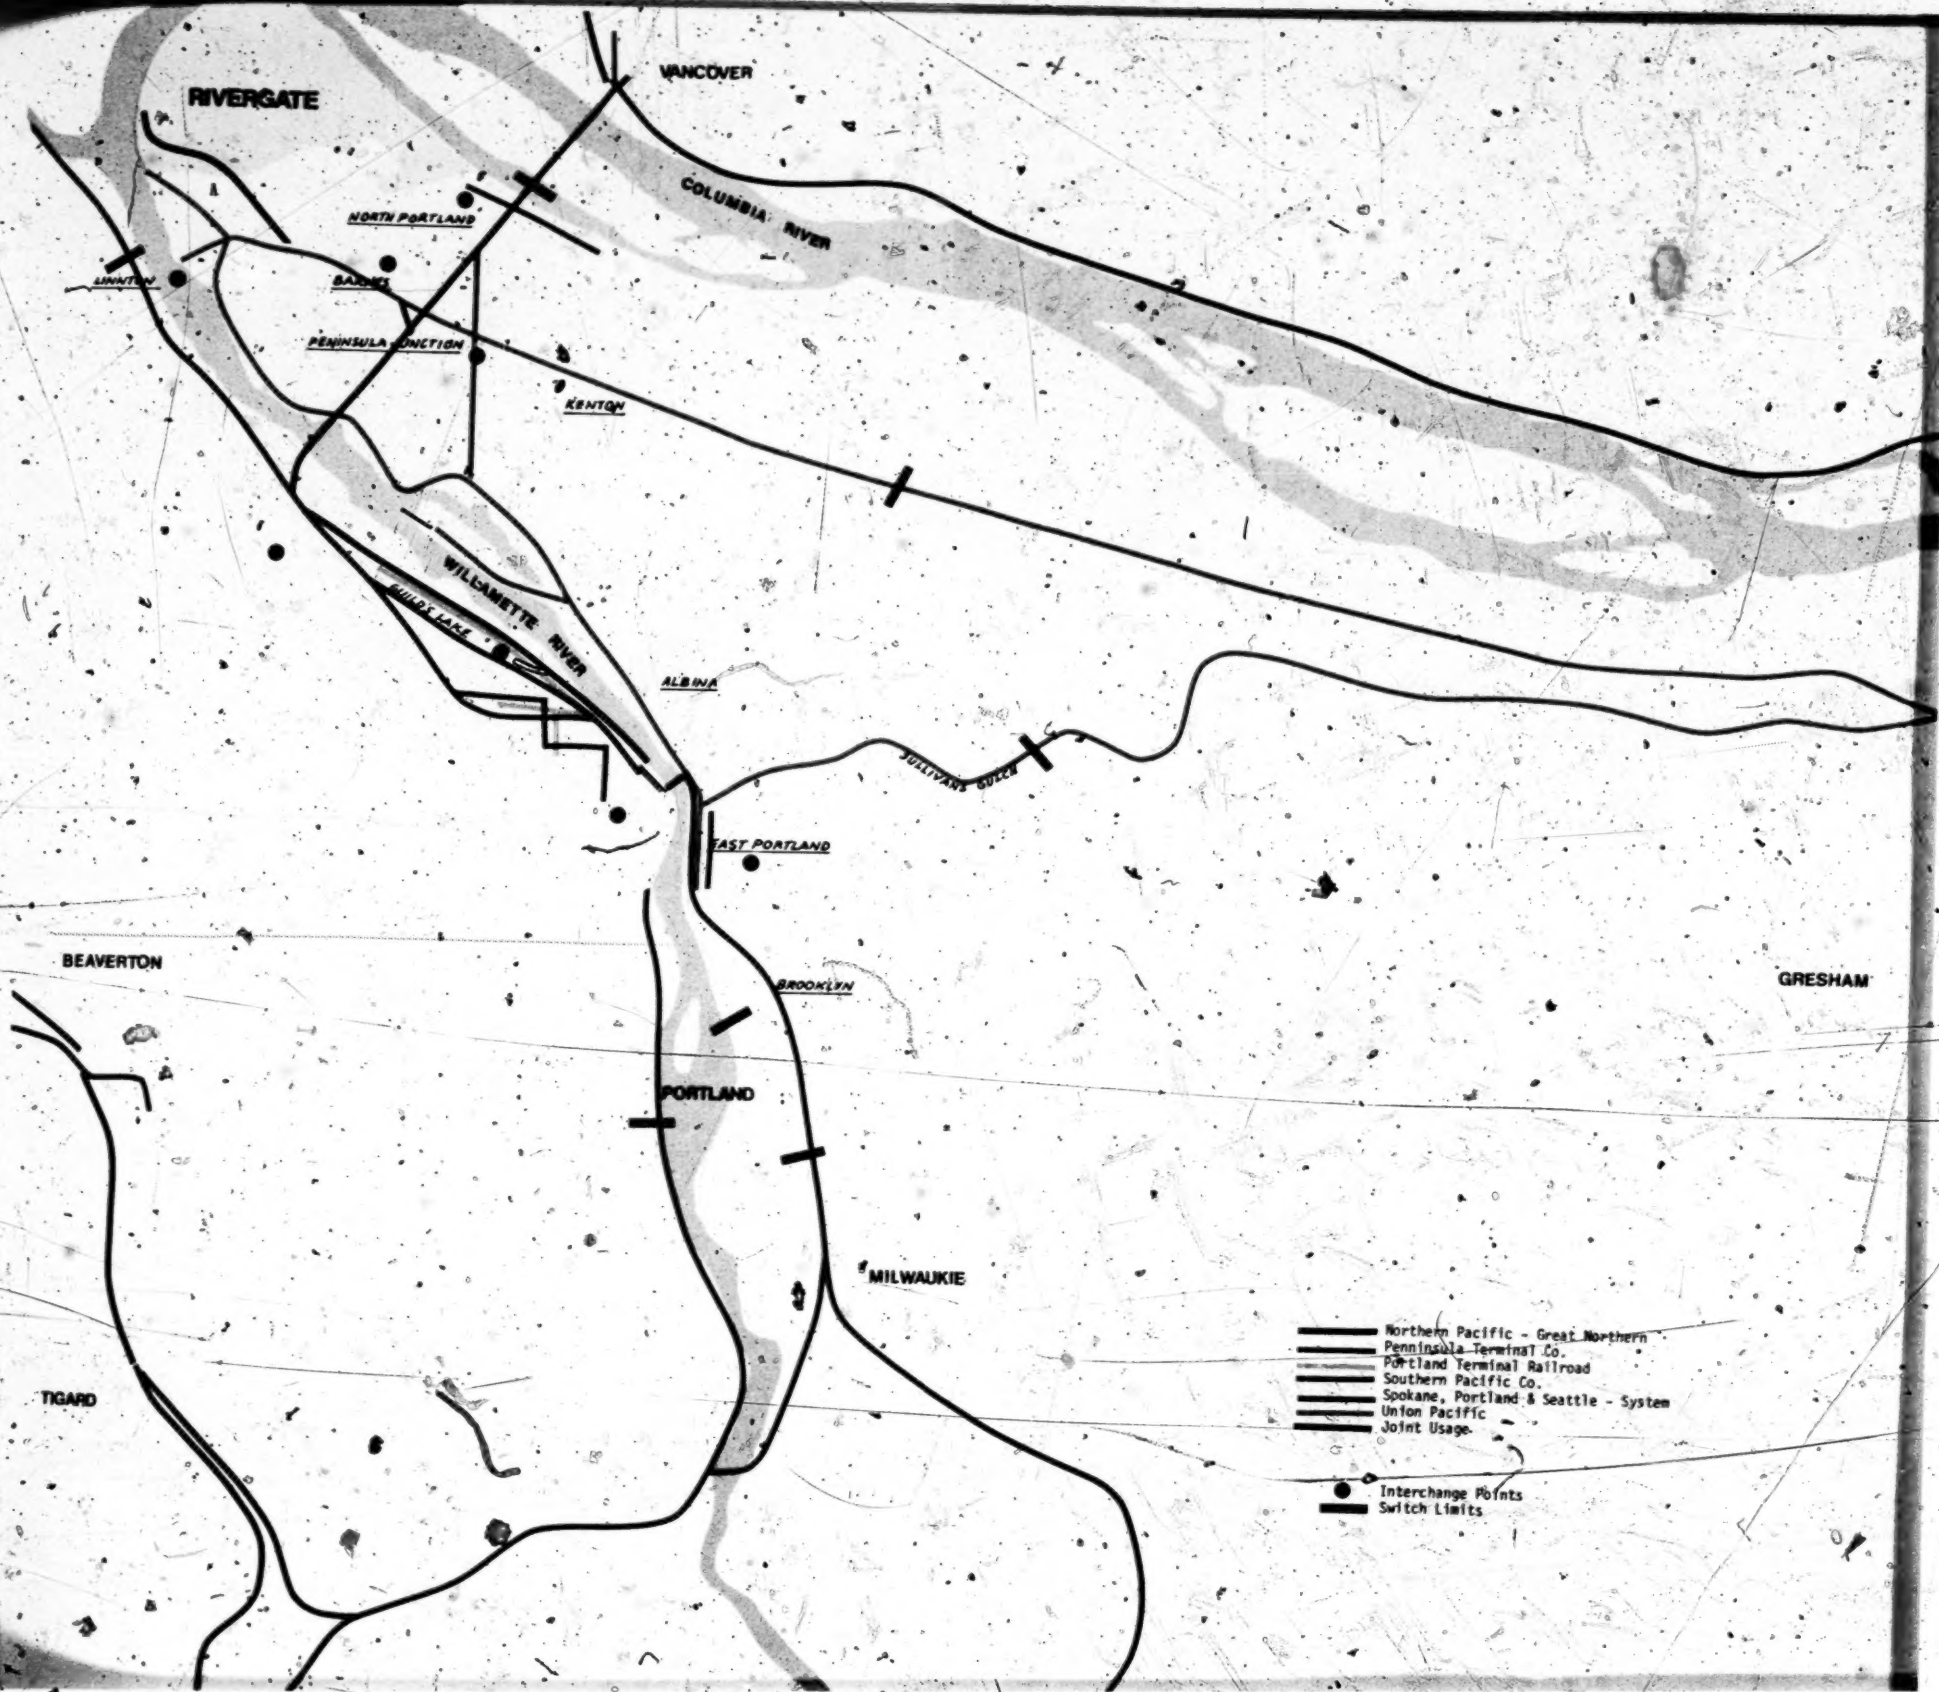 VANCOVER
RIVERGATE
COLUMBIA RIVER
NORTH PORTLAND
LINNTON
PENINSULA JUNCTION
KENTON
WILLAMETTE RIVER
GUILD'S LAKE
ALBINA
SULLIVANS GULCH
EAST PORTLAND
BEAVERTON
BROOKLYN
GRESHAM
PORTLAND
MILWAUKIE
TIGARD
Northern Pacific - Great Northern
Penninsula Terminal Co.
Portland Terminal Railroad
Southern Pacific Co.
Spokane, Portland & Seattle - System
Union Pacific
Joint Usage
Interchange Points
Switch Limits